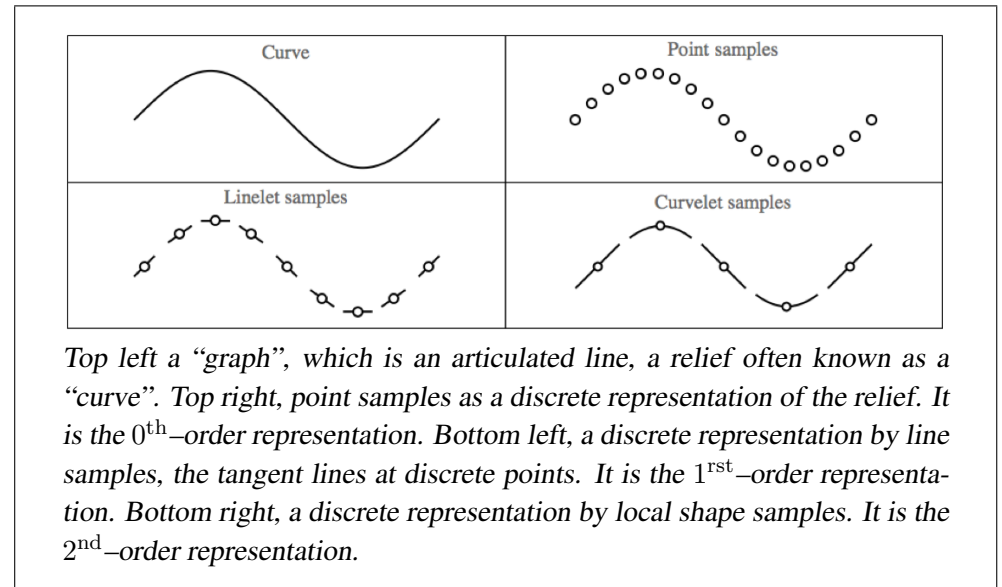 Curve
Point samples
Linelet samples
Curvelet samples
Top left a “graph”, which is an articulated line, a relief often known as a
“curve”. Top right, point samples as a discrete representation of the relief. It
is the 0th–order representation. Bottom left, a discrete representation by line
samples, the tangent lines at discrete points. It is the 1rst–order representa-
tion. Bottom right, a discrete representation by local shape samples. It is the
2nd–order representation.